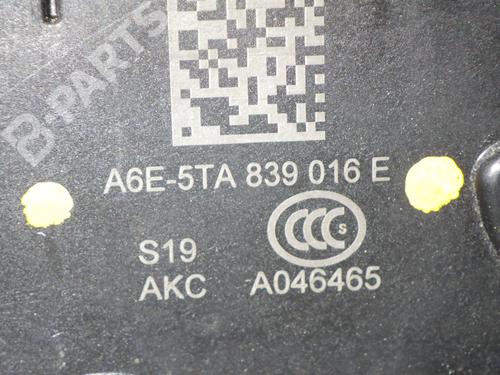 B-PARTS
A6E-5TA 839 016 E
S19
CCC S
AKC A046465